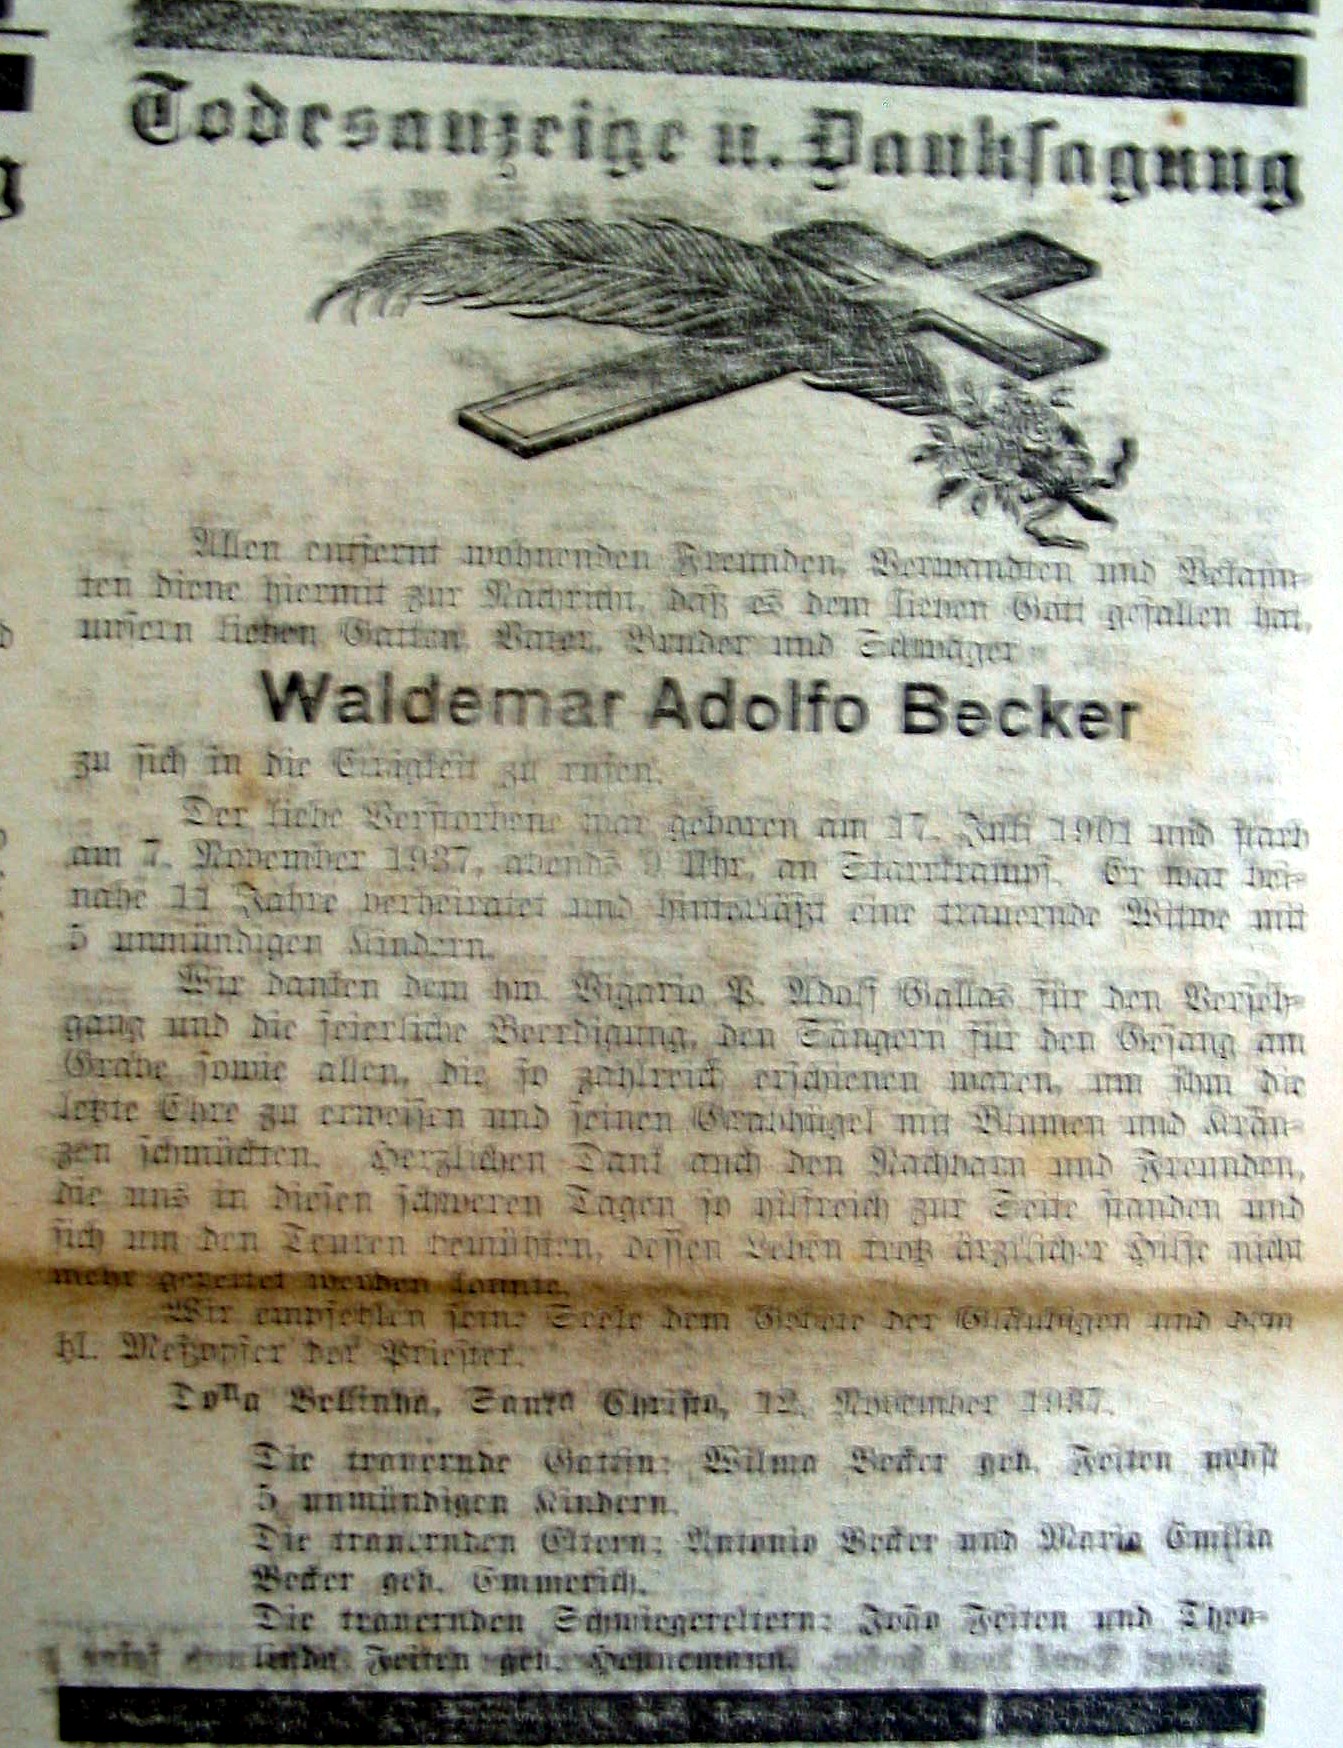 Todesanzeige u. Danksagung
Allen entfernt wohnenden Freunden, Verwandten und Bekann-
ten diene hiermit zur Nachricht, daß es dem lieben Gott gefallen hat,
unsern lieben Gatten, Vater, Bruder und Schwager
Waldemar Adolfo Becker
zu sich in die Ewigkeit zu rufen.
Der liebe Verstorbene war geboren am 17. Juli 1901 und starb
am 7. November 1937, abends 9 Uhr, an Starrkrampf. Er war bei-
nahe 11 Jahre verheiratet und hinterläßt eine trauernde Witwe mit
5 unmündigen Kindern.
Wir danken dem hw. Vigario P. Adolf Gallas für den Verseh-
gang und die feierliche Beerdigung, den Sängern für den Gesang am
Grabe sowie allen, die so zahlreich erschienen waren, um ihm die
letzte Ehre zu erweisen und seinen Grabhügel mit Blumen und Krän-
zen schmückten. Herzlichen Dank auch den Nachbarn und Freunden,
die uns in diesen schweren Tagen so hilfreich zur Seite standen und
sich um den Teuren bemühten, dessen Leben trotz ärztlicher Hilfe nicht
mehr gerettet werden konnte.
Wir empfehlen seine Seele dem Gebete der Gläubigen und dem
hl. Meßopfer der Priester.
Dona Bellinha, Santo Christo, 12. November 1937.
Die trauernde Gattin: Wilma Becker geb. Feiten nebst
5 unmündigen Kindern.
Die trauernden Eltern: Antonio Becker und Maria Emilia
Becker geb. Emmerich.
Die trauernden Schwiegereltern: João Feiten und Theo-
linda Feiten geb. Hennemann.